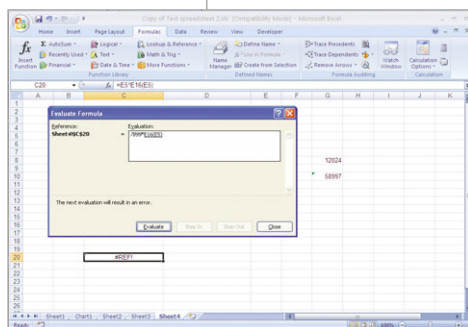 Copy of Test spreadsheet 2.xls [Compatibility Mode] - Microsoft Excel
Home Insert Page Layout Formulas Data Review View Developer
AutoSum Logical Lookup & Reference Define Name Trace Precedents
Recently Used Text Math & Trig Use in Formula Trace Dependents
Financial Date & Time More Functions Create from Selection Remove Arrows
Insert Function Name Manager Watch Window Calculation Options
Function Library Defined Names Formula Auditing Calculation
C20 =E5*E16(E5)
A B C D E F G H I
1
2
3
4
5
6
7
8 12024
9
10 58997
11
12
13
14
15
16
17
18
19
20 #REF!
21
22
23
24
25
26
Evaluate Formula
Reference: Evaluation:
Sheet4!$C$20 =
The next evaluation will result in an error.
Evaluate Step In Step Out Close
Sheet1 Chart1 Sheet2 Sheet3 Sheet4
Ready 100%